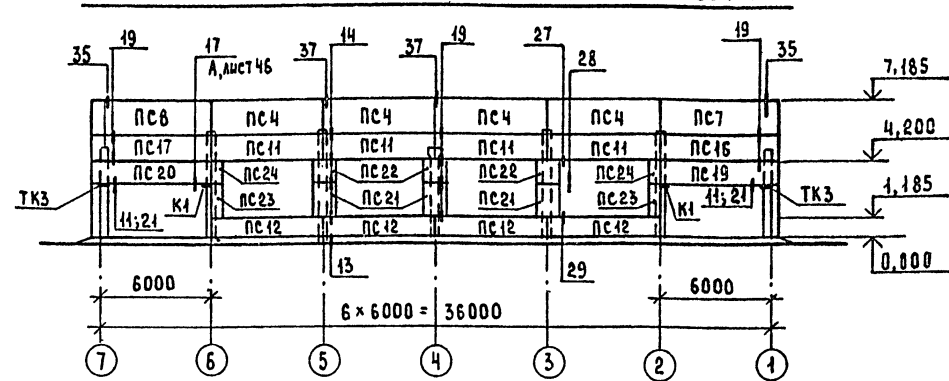 35 19 17 37 14 37 19 27 28 19 35
А, лист 46
7,185
ПС8 ПС4 ПС4 ПС4 ПС4 ПС7
4,200
ПС17 ПС11 ПС11 ПС11 ПС11 ПС16
ПС20 ПС24 ПС22 ПС22 ПС24 ПС19
ТК3 11;21 К1 ПС23 ПС21 ПС21 ПС23 К1 11;21 ТК3
1,185
ПС12 ПС12 ПС12 ПС12
0,000
13 29
6000 6000
6 × 6000 = 36000
7 6 5 4 3 2 1